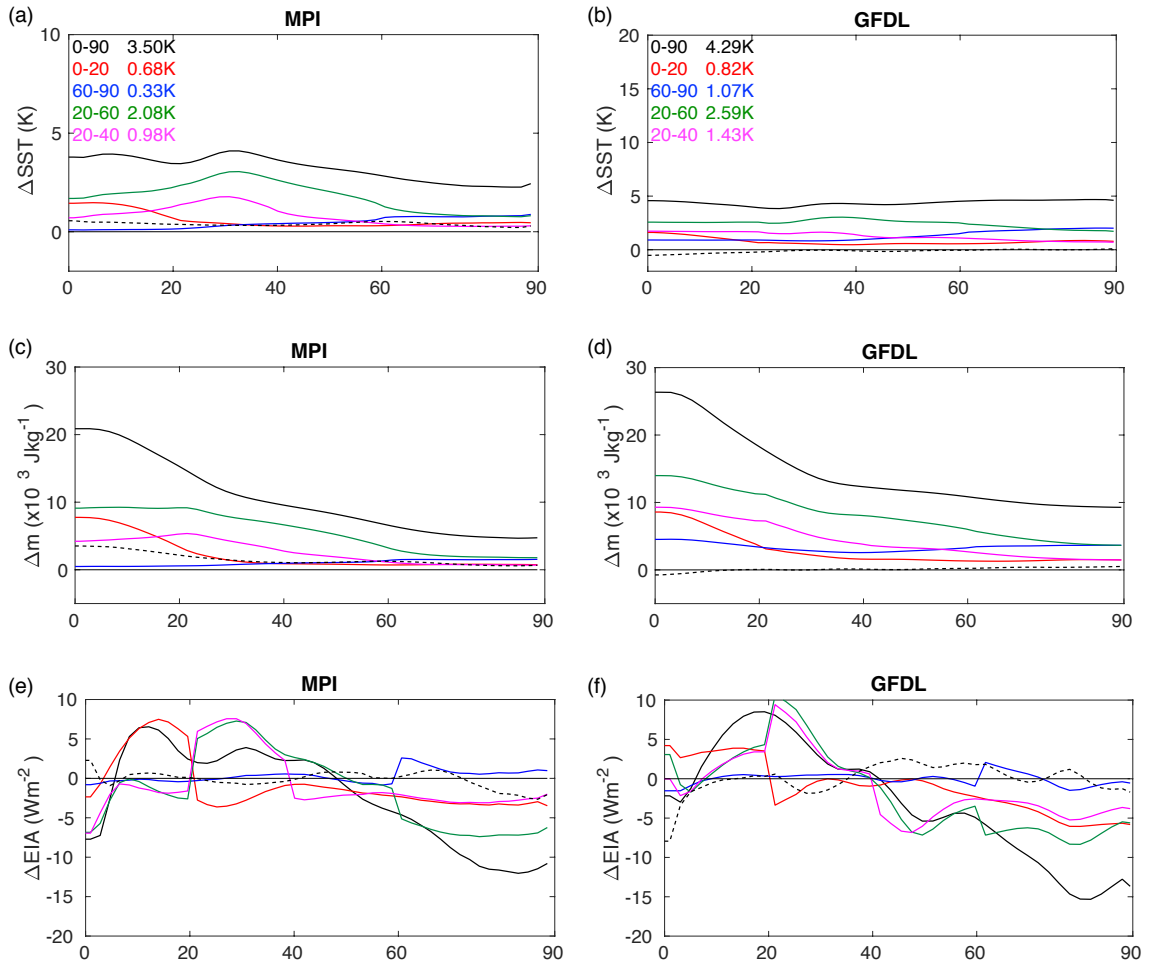 (a) MPI
10
5
0
ΔSST (K)
0-90 3.50K
0-20 0.68K
60-90 0.33K
20-60 2.08K
20-40 0.98K
0 20 40 60 90
(b) GFDL
20
15
10
5
0
ΔSST (K)
0-90 4.29K
0-20 0.82K
60-90 1.07K
20-60 2.59K
20-40 1.43K
0 20 40 60 90
(c) MPI
30
20
10
0
Δm (x10 ³ Jkg⁻¹ )
0 20 40 60 90
(d) GFDL
30
20
10
0
Δm (x10 ³ Jkg⁻¹ )
0 20 40 60 90
(e) MPI
10
5
0
-5
-10
-15
-20
ΔEIA (Wm⁻²)
0 20 40 60 90
(f) GFDL
10
5
0
-5
-10
-15
-20
ΔEIA (Wm⁻²)
0 20 40 60 90